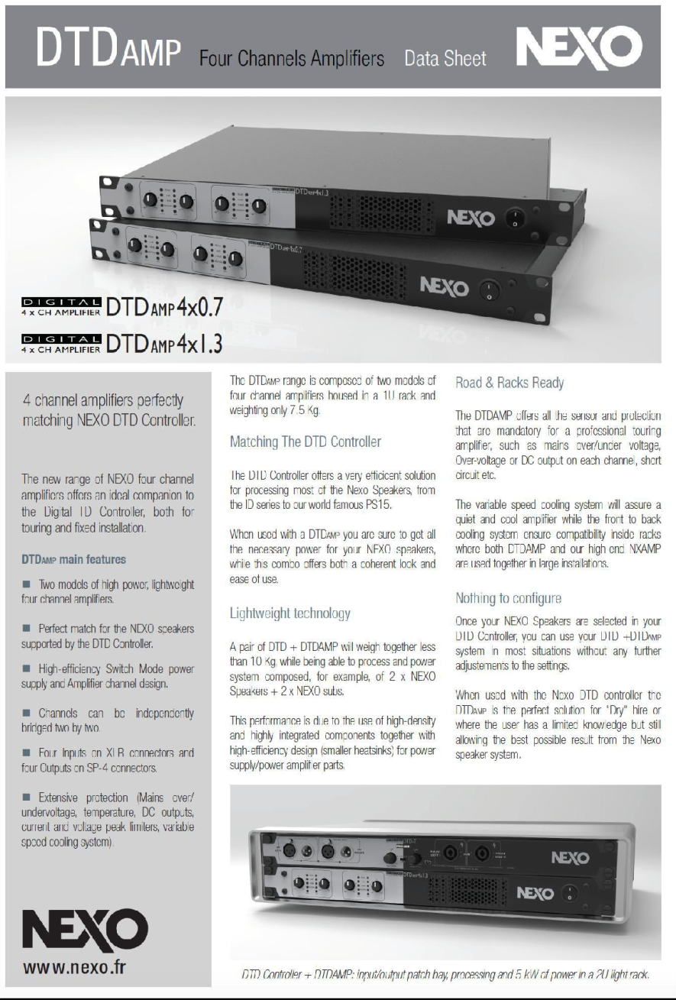 DTDAMP Four Channels Amplifiers Data Sheet NEXO
DTDAMP4x1.3
NEXO
DTDAMP4x0.7
NEXO
DIGITAL
4 x CH AMPLIFIER DTDAMP4x0.7
DIGITAL
4 x CH AMPLIFIER DTDAMP4x1.3
4 channel amplifiers perfectly
matching NEXO DTD Controller.
The new range of NEXO four channel
amplifiers offers an ideal companion to
the Digital TD Controller, both for
touring and fixed installation.
DTDAMP main features
■ Two models of high power, lightweight
four channel amplifiers.
■ Perfect match for the NEXO speakers
supported by the DTD Controller.
■ High-efficiency Switch Mode power
supply and Amplifier channel design.
■ Channels can be independently
bridged two by two.
■ Four Inputs on XLR connectors and
four Outputs on SP-4 connectors.
■ Extensive protection (Mains over/
undervoltage, temperature, DC outputs,
current and voltage peak limiters, variable
speed cooling system).
NEXO
www.nexo.fr
The DTDAMP range is composed of two models of
four channel amplifiers housed in a 1U rack and
weighting only 7.5 Kg.
Matching The DTD Controller
The DTD Controller offers a very efficicent solution
for processing most of the Nexo Speakers, from
the ID series to our world famous PS15.
When used with a DTDAMP you are sure to get all
the necessary power for your NEXO speakers,
while this combo offers both a coherent look and
ease of use.
Lightweight technology
A pair of DTD + DTDAMP will weigh together less
than 10 Kg, while being able to process and power
system composed, for example, of 2 x NEXO
Speakers + 2 x NEXO subs.
This performance is due to the use of high-density
and highly integrated components together with
high-efficiency design (smaller heatsinks) for power
supply/power amplifier parts.
Road & Racks Ready
The DTDAMP offers all the sensor and protection
that are mandatory for a professional touring
amplifier, such as mains over/under voltage,
Over-voltage or DC output on each channel, short
circuit etc.
The variable speed cooling system will assure a
quiet and cool amplifier while the front to back
cooling system ensure compatibility inside racks
where both DTDAMP and our high-end NXAMP
are used together in large installations.
Nothing to configure
Once your NEXO Speakers are selected in your
DTD Controller, you can use your DTD +DTDAMP
system in most situations without any further
adjustements to the settings.
When used with the Nexo DTD controller the
DTDAMP is the perfect solution for "Dry" hire or
where the user has a limited knowledge but still
allowing the best possible result from the Nexo
speaker system.
NEXO
DTDAMP4x1.3
NEXO
DTD Controller + DTDAMP: input/output patch bay, processing and 5 kW of power in a 2U light rack.